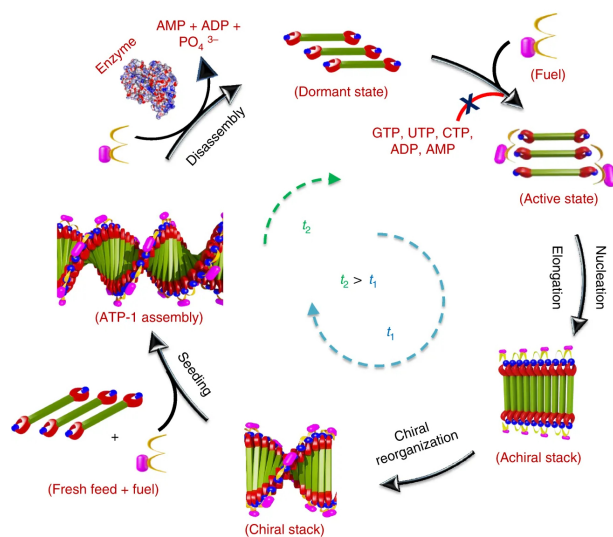 AMP + ADP +
PO₄ ³⁻
Enzyme
Disassembly
(Dormant state)
(Fuel)
GTP, UTP, CTP,
ADP, AMP
(Active state)
Nucleation
Elongation
t₂
t₂ > t₁
t₁
(ATP-1 assembly)
Seeding
+
(Fresh feed + fuel)
Chiral
reorganization
(Achiral stack)
(Chiral stack)